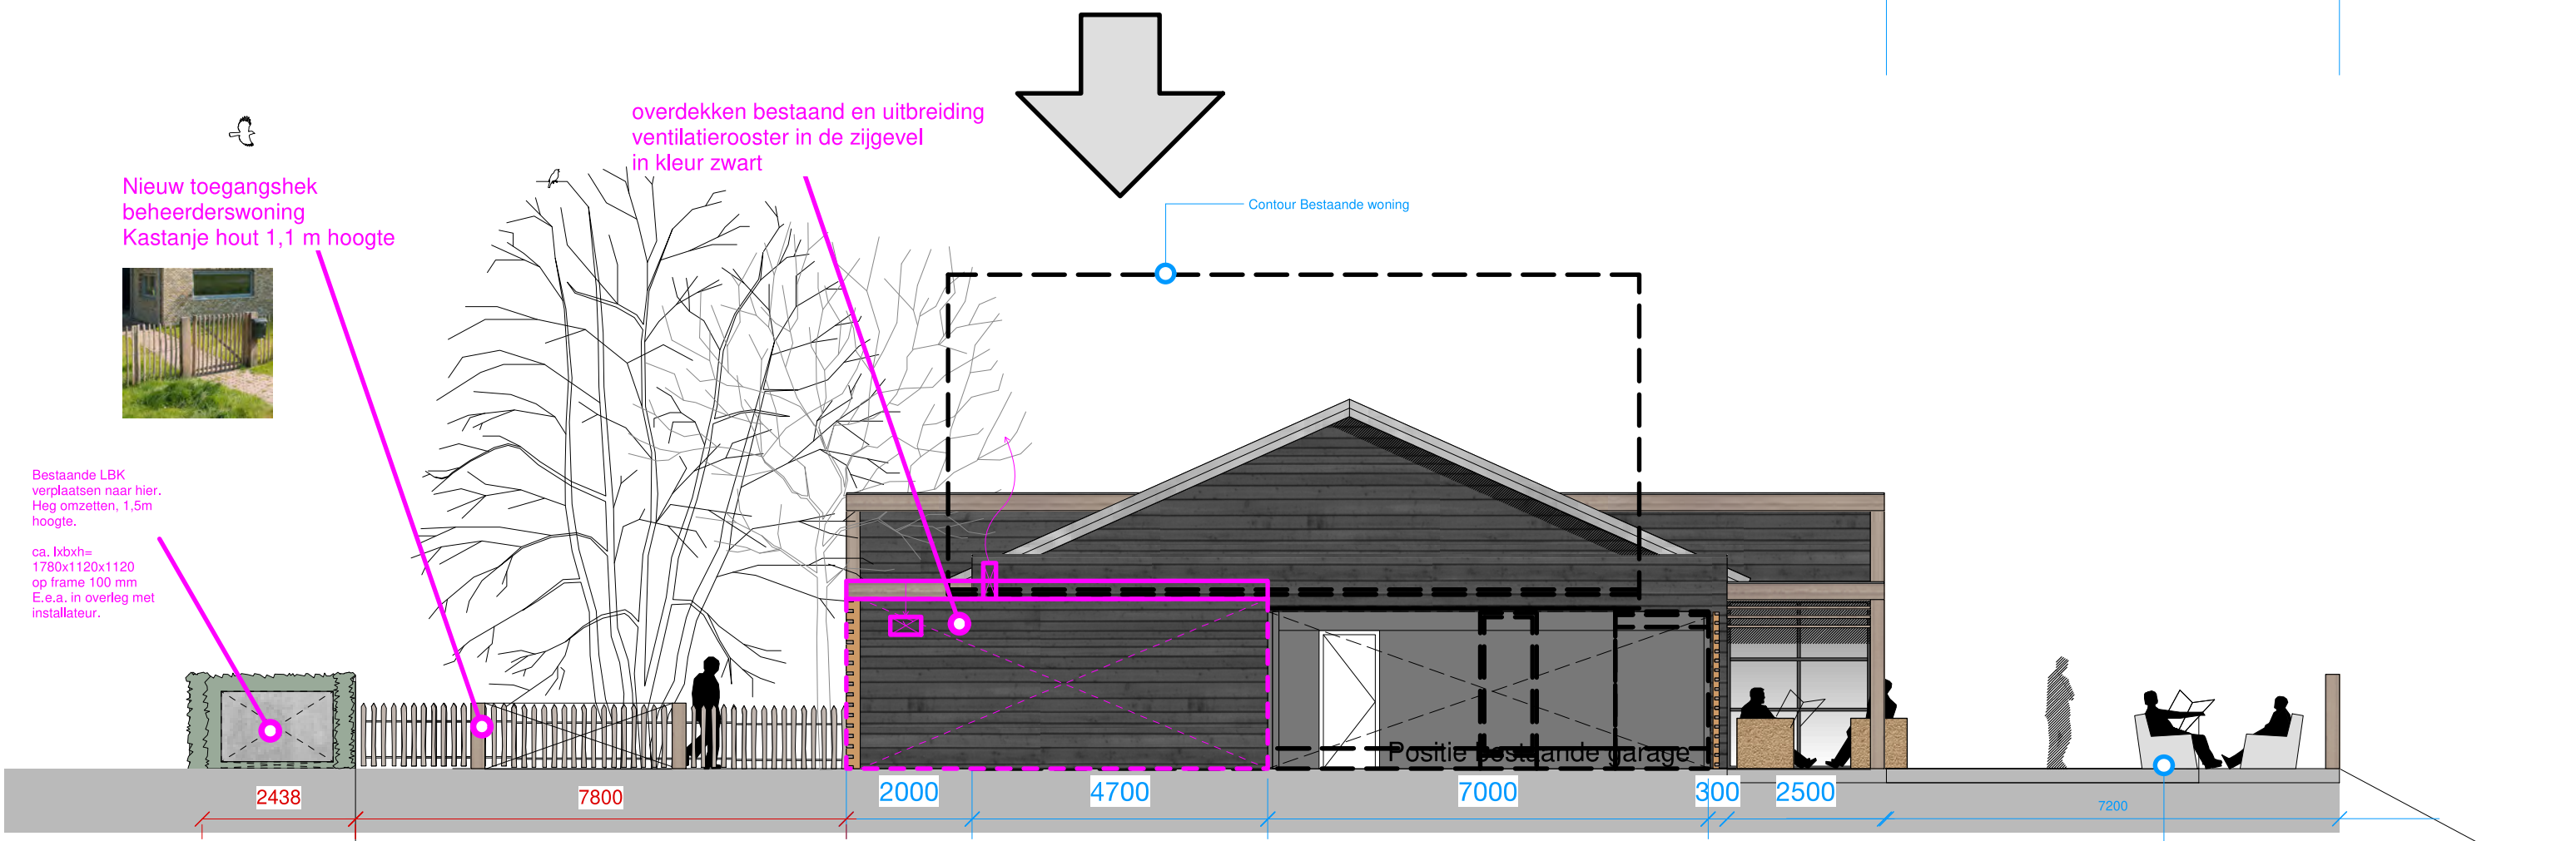 overdekken bestaand en uitbreiding
ventilatierooster in de zijgevel
in kleur zwart
Nieuw toegangshek
beheerderswoning
Kastanje hout 1,1 m hoogte
Contour Bestaande woning
Bestaande LBK
verplaatsen naar hier.
Heg omzetten, 1,5m
hoogte.
ca. lxbxh=
1780x1120x1120
op frame 100 mm
E.e.a. in overleg met
installateur.
Positie bestaande garage
2438
7800
2000
4700
7000
300
2500
7200